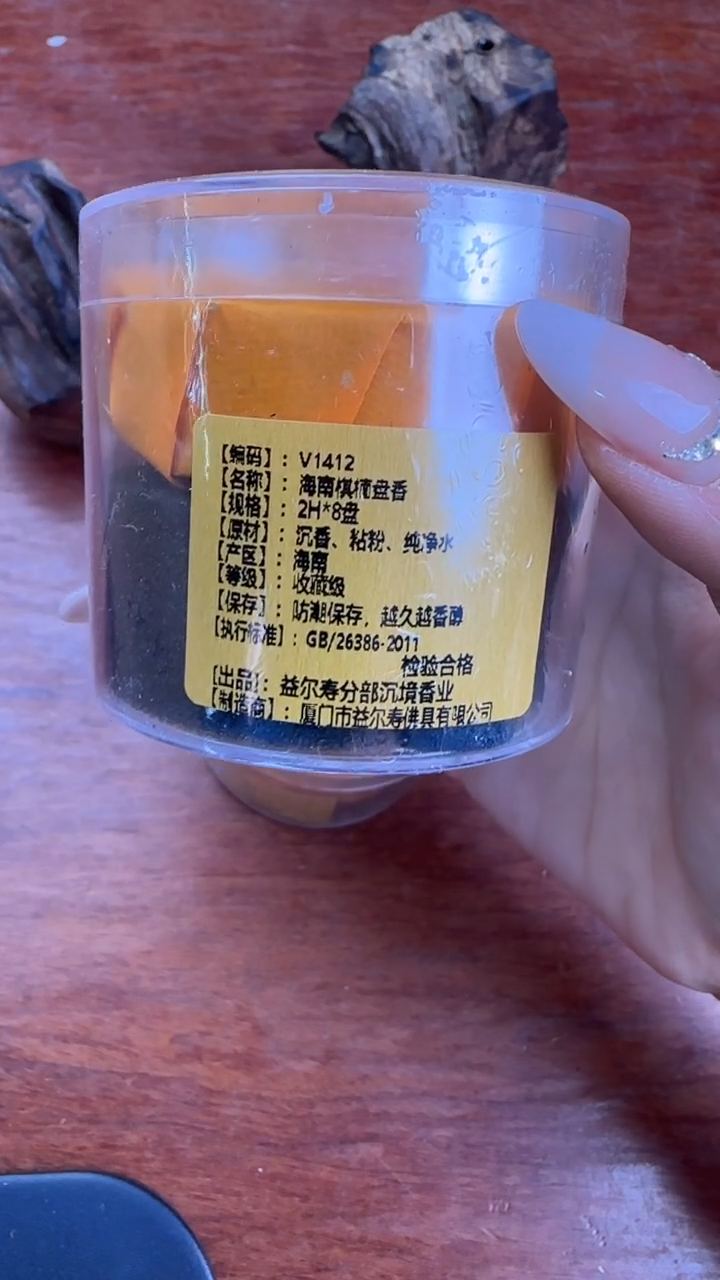 【编码】：V1412
【名称】：海南棋楠盘香
【规格】：2H*8盘
【原材】：沉香、粘粉、纯净水
【产区】：海南
【等级】：收藏级
【保存】：防潮保存，越久越香醇
【执行标准】：GB/26386-2011
检验合格
【出品】：益尔寿分部沉境香业
【制造商】：厦门市益尔寿佛具有限公司